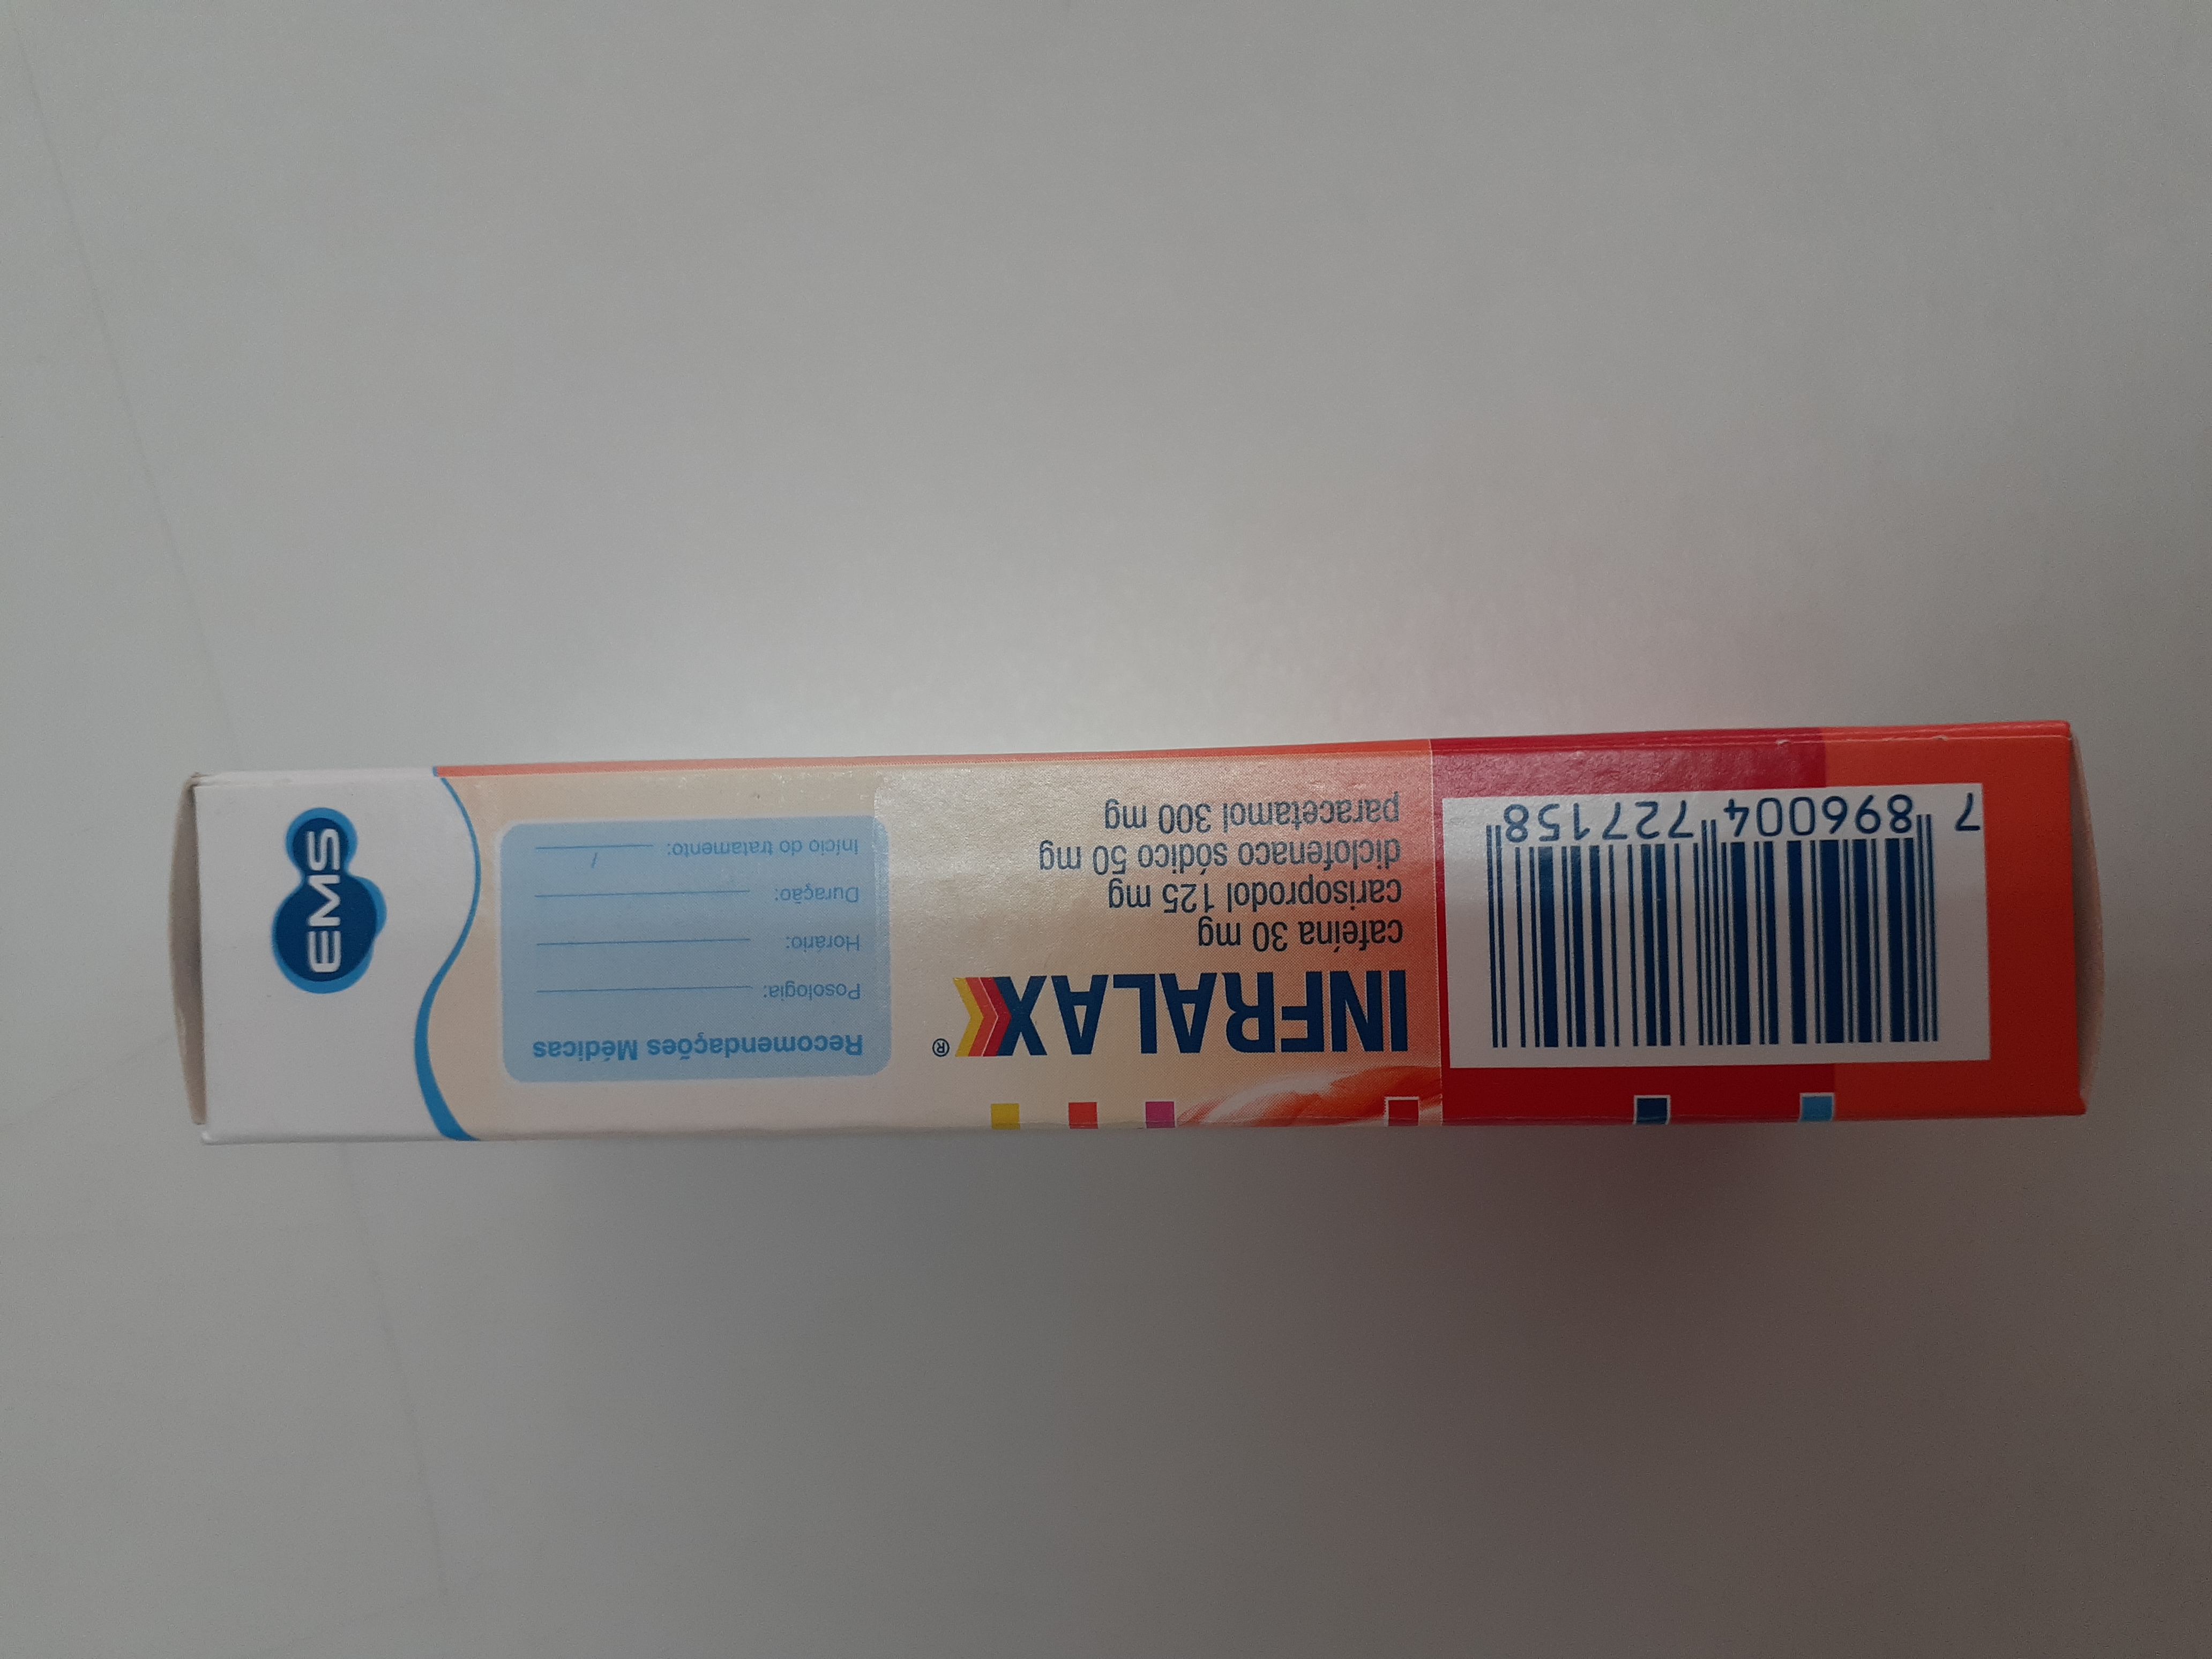 7 896004 727158
INFRALAX®
cafeína 30 mg
carisoprodol 125 mg
diclofenaco sódico 50 mg
paracetamol 300 mg
Recomendações Médicas
Posologia:
Horário:
Duração:
Início do tratamento: /
EMS